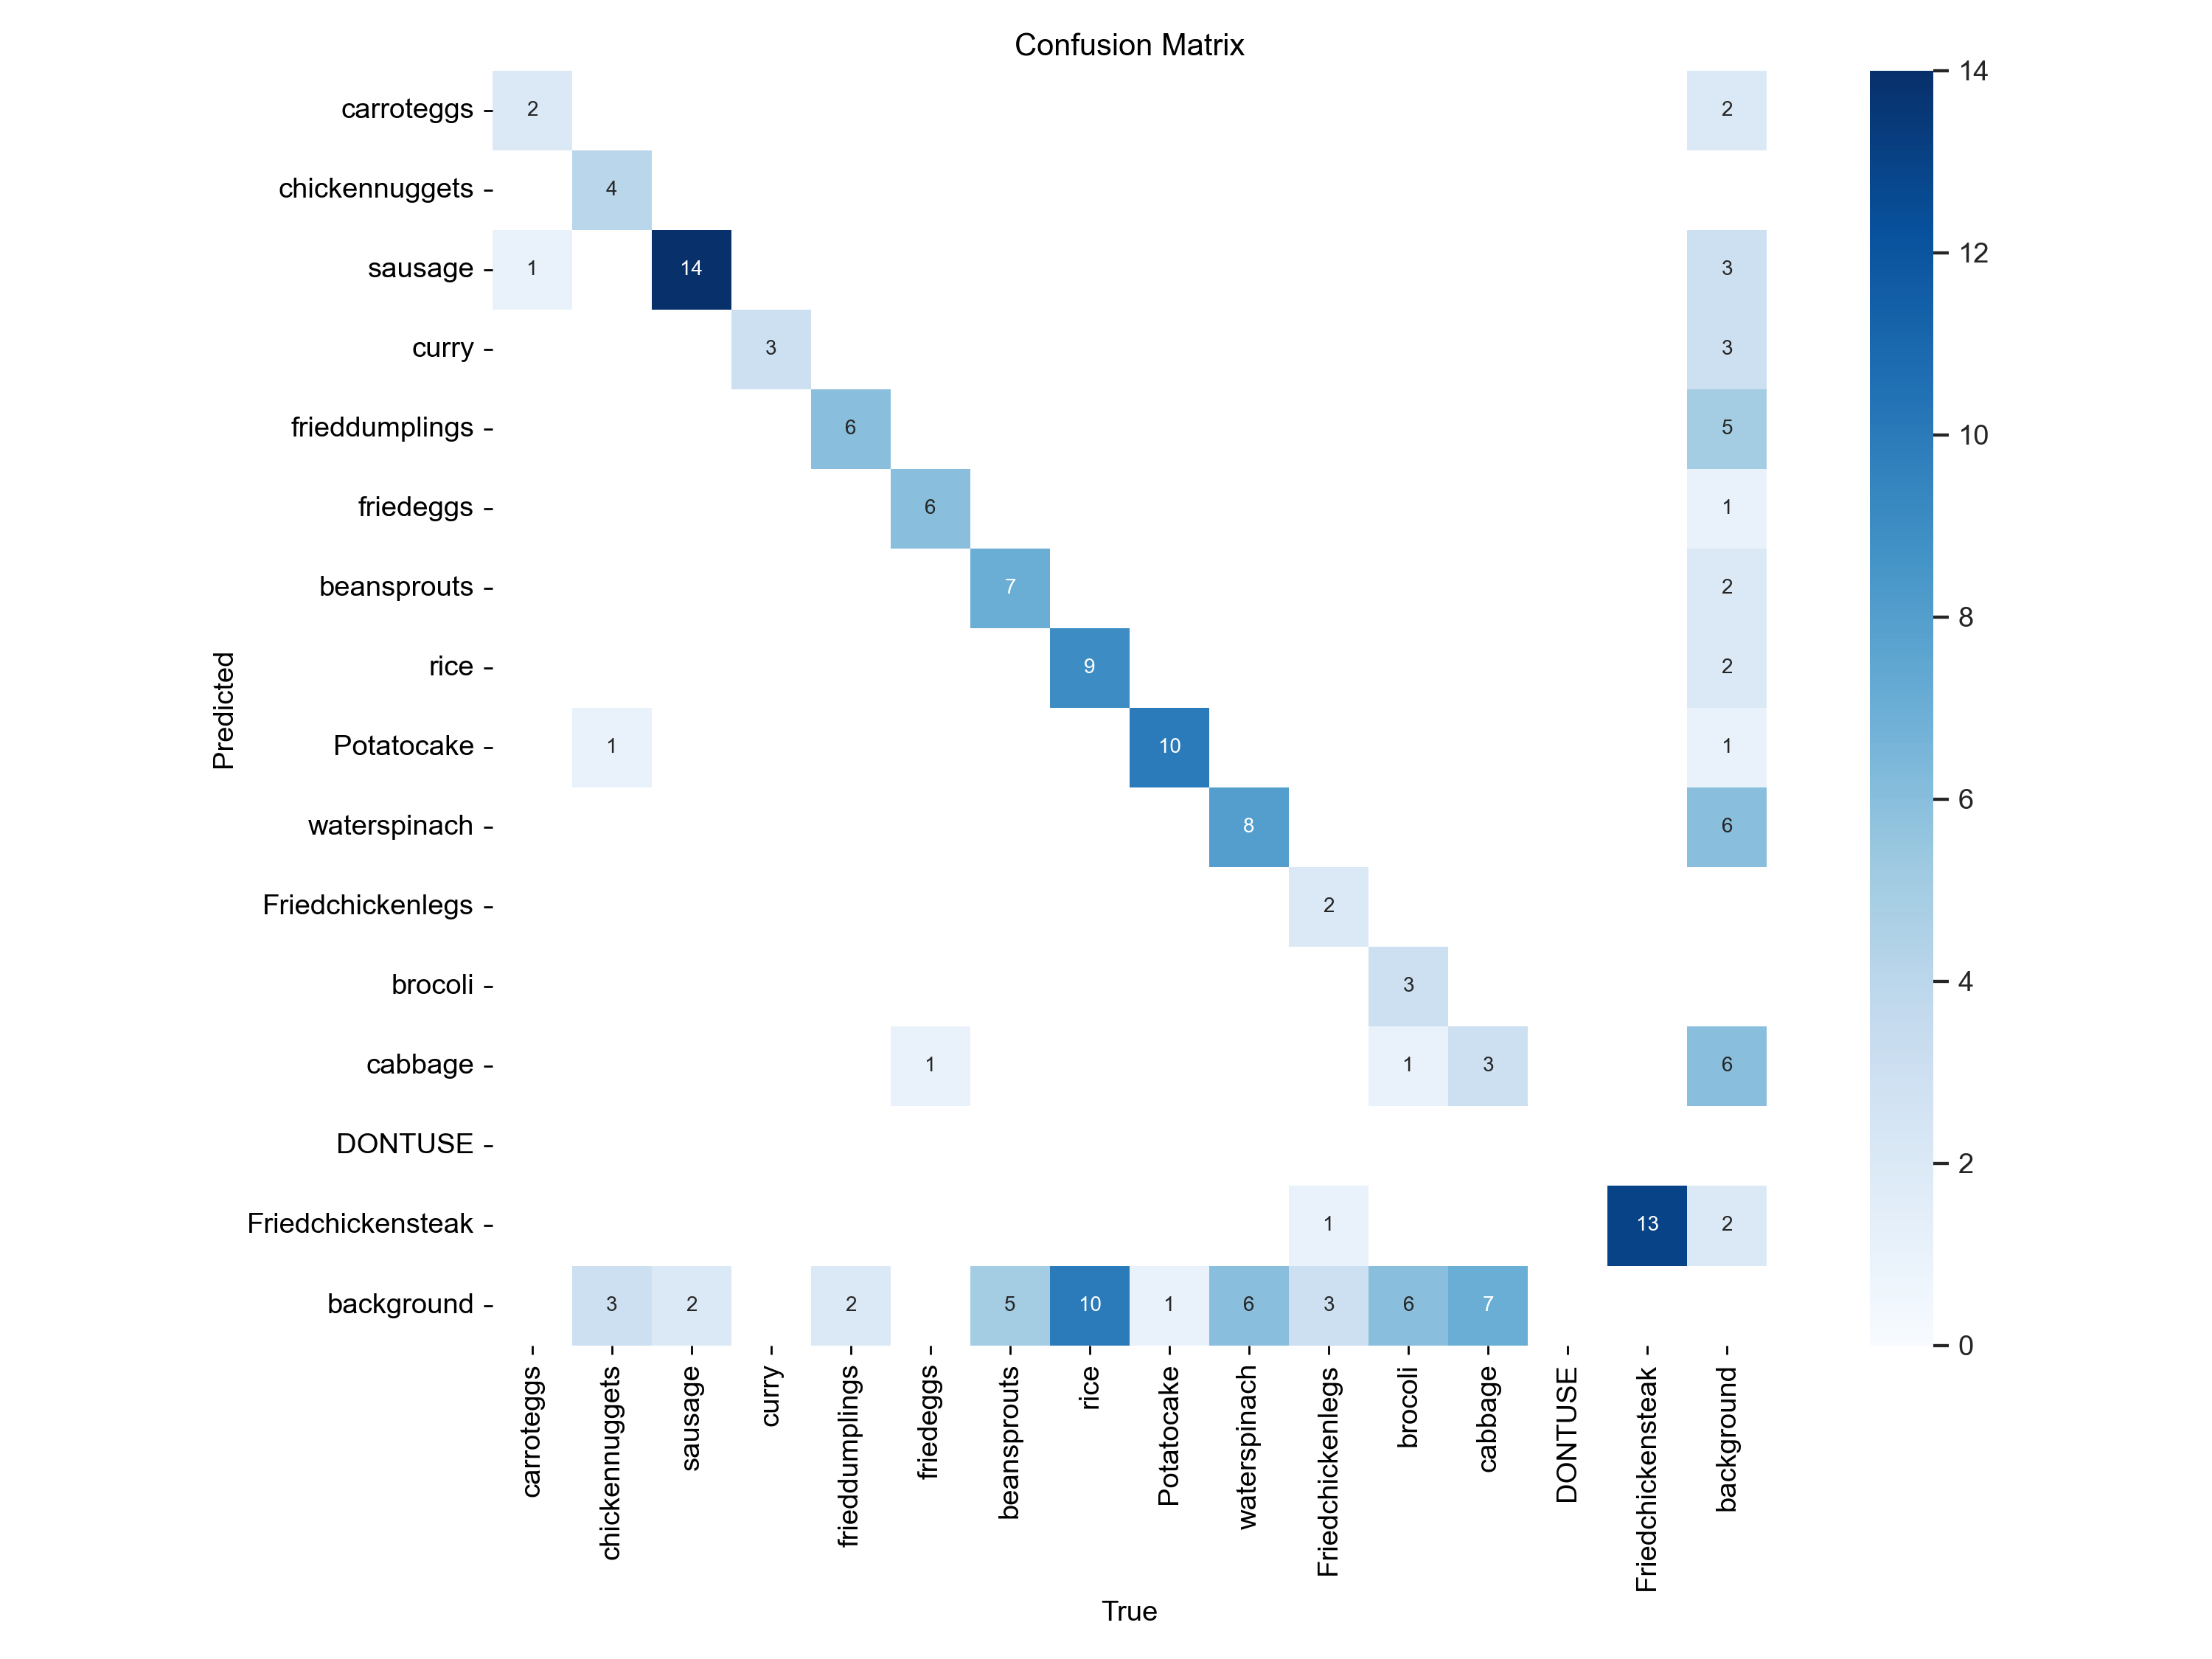 Confusion Matrix
carroteggs 2 2
chickennuggets 4
sausage 1 14 3
curry 3 3
frieddumplings 6 5
friedeggs 6 1
beansprouts 7 2
rice 9 2
Potatocake 1 10 1
waterspinach 8 6
Friedchickenlegs 2
brocoli 3
cabbage 1 1 3 6
DONTUSE
Friedchickensteak 1 13 2
background 3 2 2 5 10 1 6 3 6 7
Predicted
carroteggs
chickennuggets
sausage
curry
frieddumplings
friedeggs
beansprouts
rice
Potatocake
waterspinach
Friedchickenlegs
brocoli
cabbage
DONTUSE
Friedchickensteak
background
True
14
12
10
8
6
4
2
0